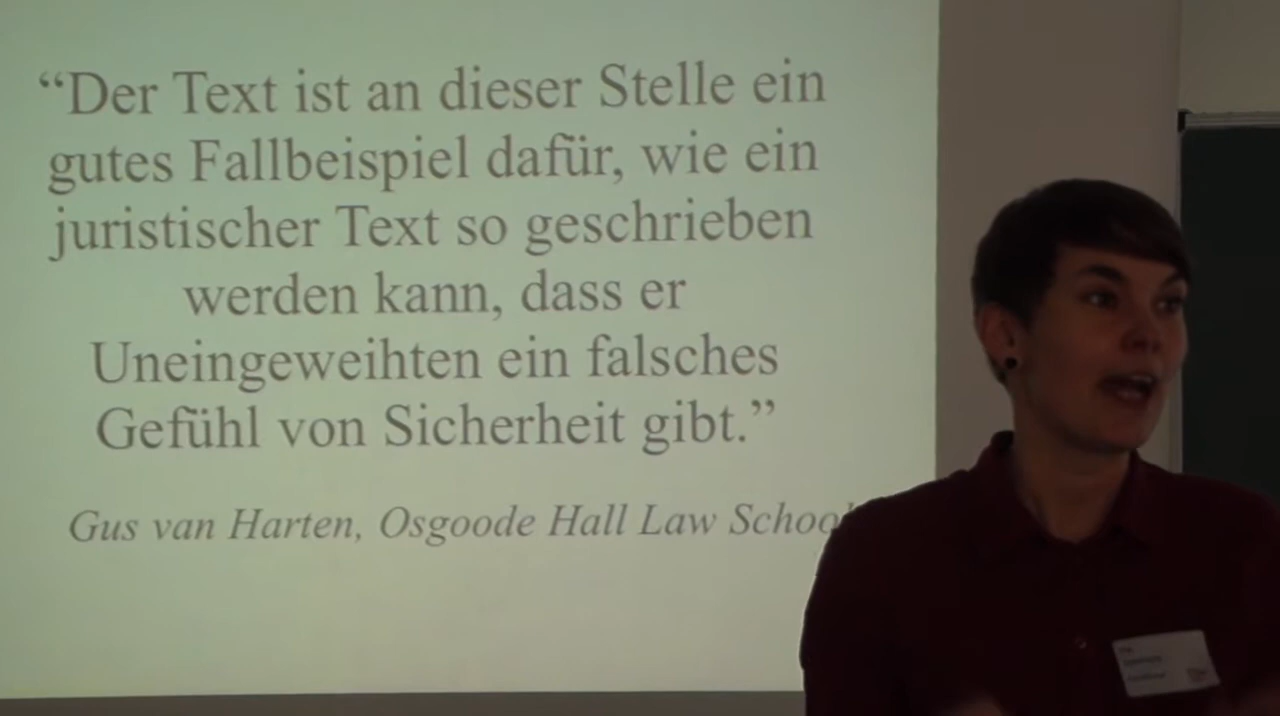 “Der Text ist an dieser Stelle ein
gutes Fallbeispiel dafür, wie ein
juristischer Text so geschrieben
werden kann, dass er
Uneingeweihten ein falsches
Gefühl von Sicherheit gibt.”
Gus van Harten, Osgoode Hall Law School